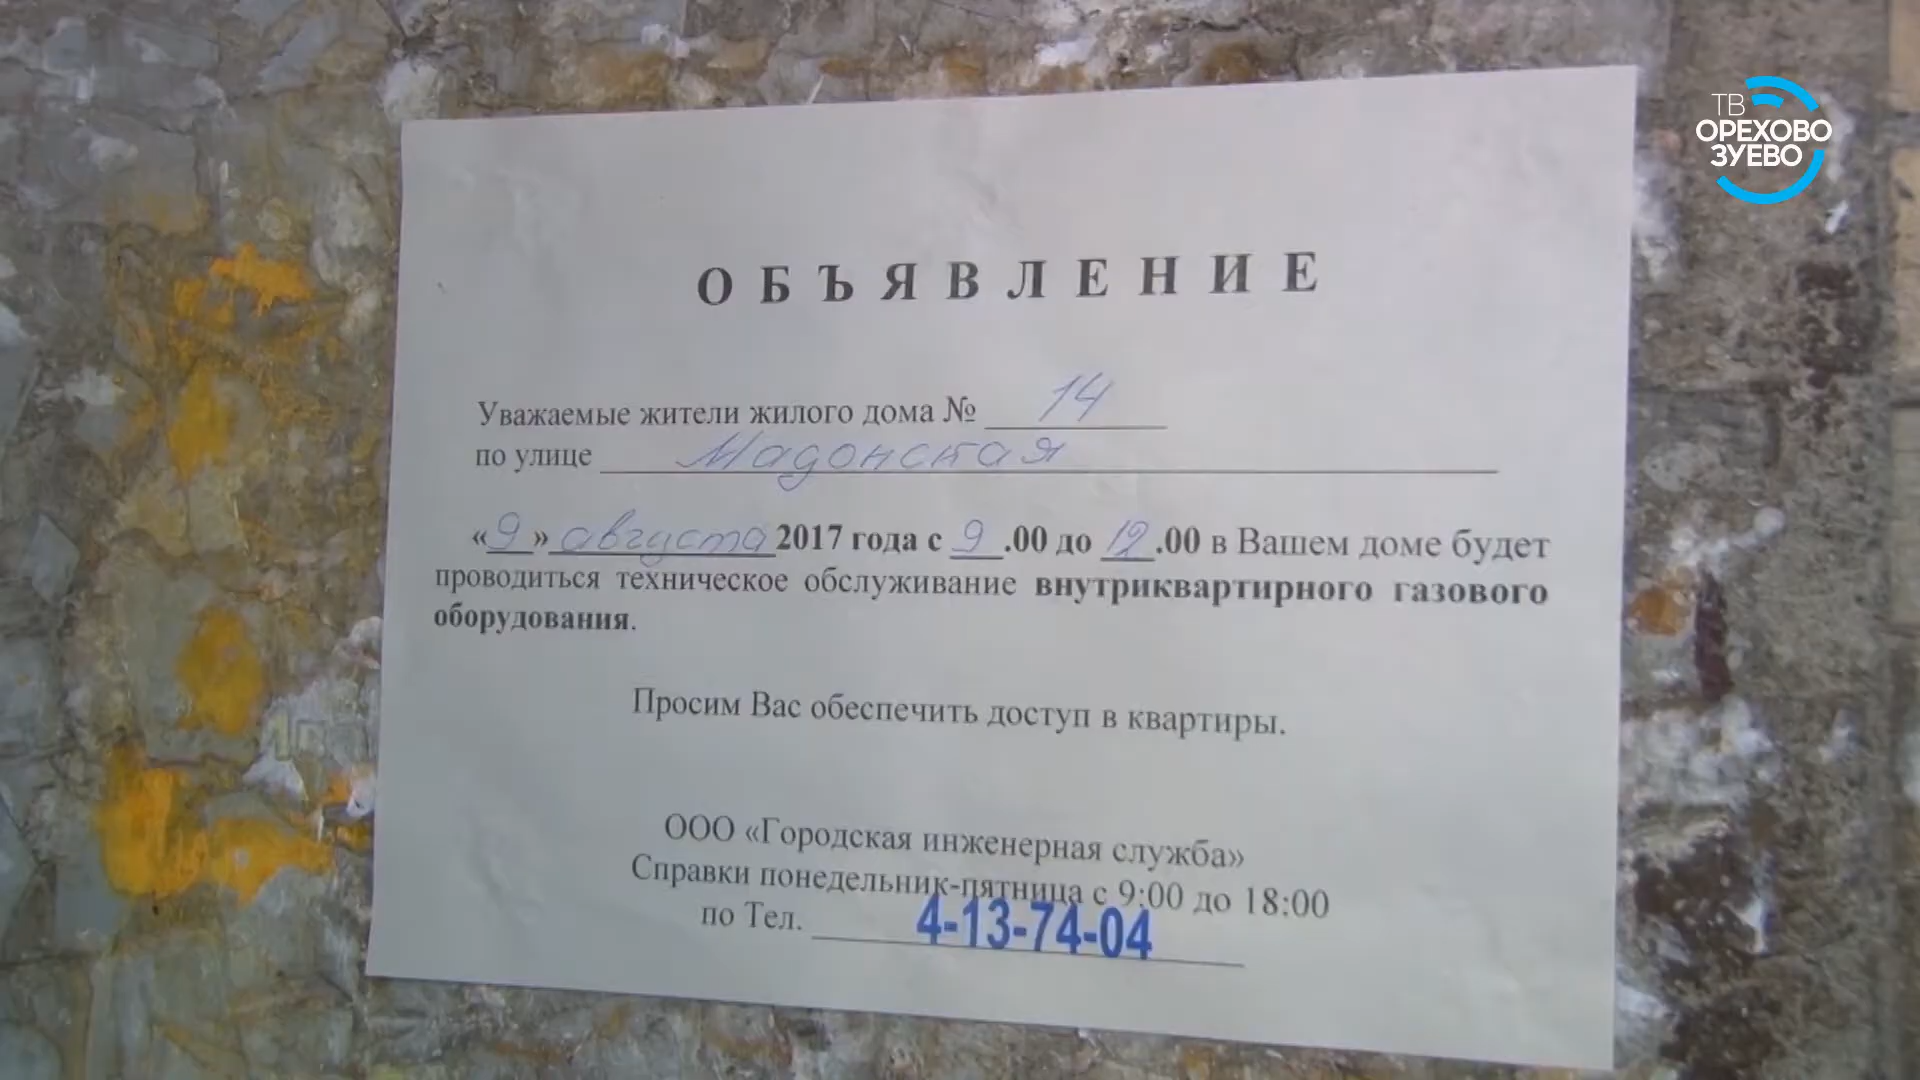 ТВ
ОРЕХОВО
ЗУЕВО
ОБЪЯВЛЕНИЕ
Уважаемые жители жилого дома № 14
по улице Мадонская
«9» августа 2017 года с 9.00 до 12.00 в Вашем доме будет
проводиться техническое обслуживание внутриквартирного газового
оборудования.
Просим Вас обеспечить доступ в квартиры.
ООО «Городская инженерная служба»
Справки понедельник-пятница с 9:00 до 18:00
по Тел. 4-13-74-04